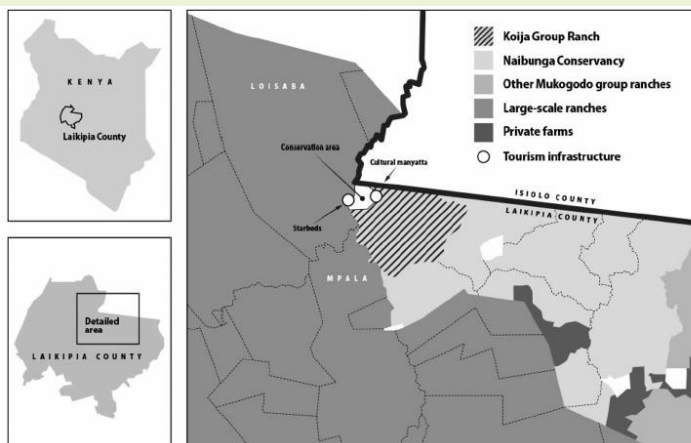 KENYA
Laikipia County
Detailed area
LAIKIPIA COUNTY
LOISABA
Conservation area
Cultural manyatta
Starbeds
MPALA
ISIOLO COUNTY
LAIKIPIA COUNTY
Koija Group Ranch
Naibunga Conservancy
Other Mukogodo group ranches
Large-scale ranches
Private farms
Tourism infrastructure